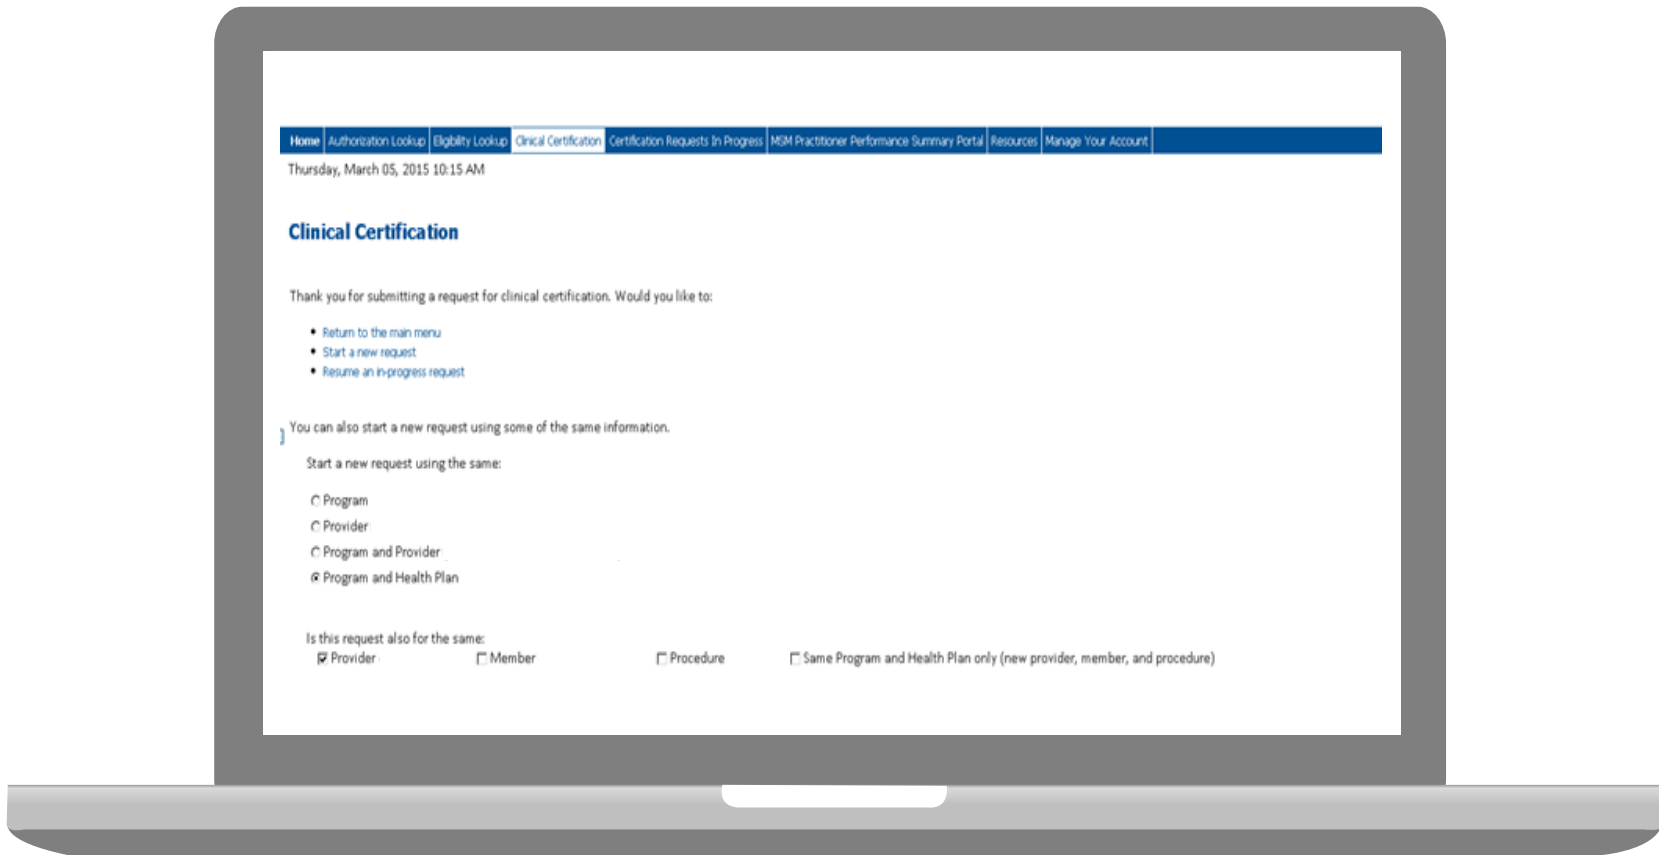 Home Authorization Lookup Eligibility Lookup Clinical Certification Certification Requests In Progress MSM Practitioner Performance Summary Portal Resources Manage Your Account
Thursday, March 05, 2015 10:15 AM
Clinical Certification
Thank you for submitting a request for clinical certification. Would you like to:
• Return to the main menu
• Start a new request
• Resume an in-progress request
You can also start a new request using some of the same information.
Start a new request using the same:
Program
Provider
Program and Provider
Program and Health Plan
Is this request also for the same:
Provider Member Procedure Same Program and Health Plan only (new provider, member, and procedure)